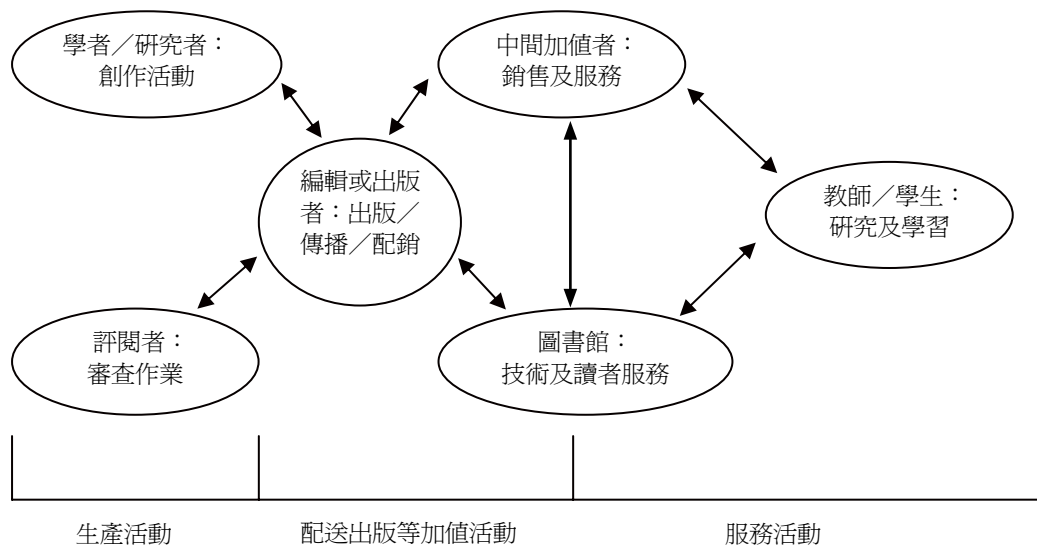 學者／研究者：
創作活動
中間加值者：
銷售及服務
編輯或出版
者：出版／
傳播／配銷
教師／學生：
研究及學習
評閱者：
審查作業
圖書館：
技術及讀者服務
生產活動
配送出版等加值活動
服務活動